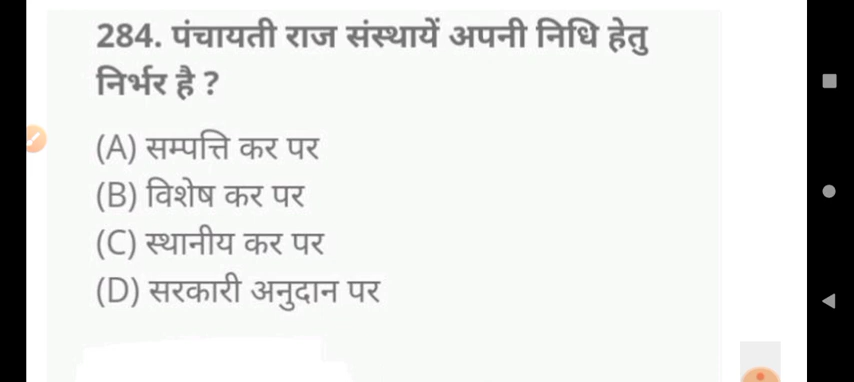 284. पंचायती राज संस्थायें अपनी निधि हेतु
निर्भर है ?
(A) सम्पत्ति कर पर
(B) विशेष कर पर
(C) स्थानीय कर पर
(D) सरकारी अनुदान पर